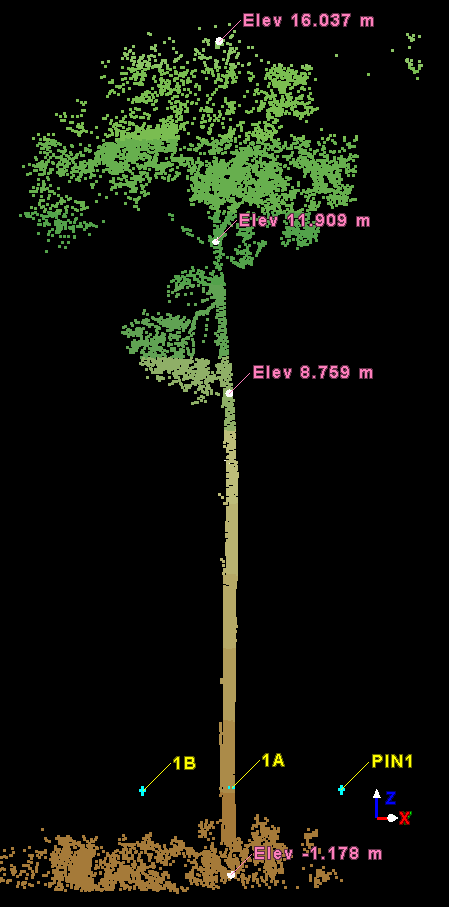 Elev 16.037 m
Elev 11.909 m
Elev 8.759 m
1B
1A
PIN1
Z
X
Elev -1.178 m